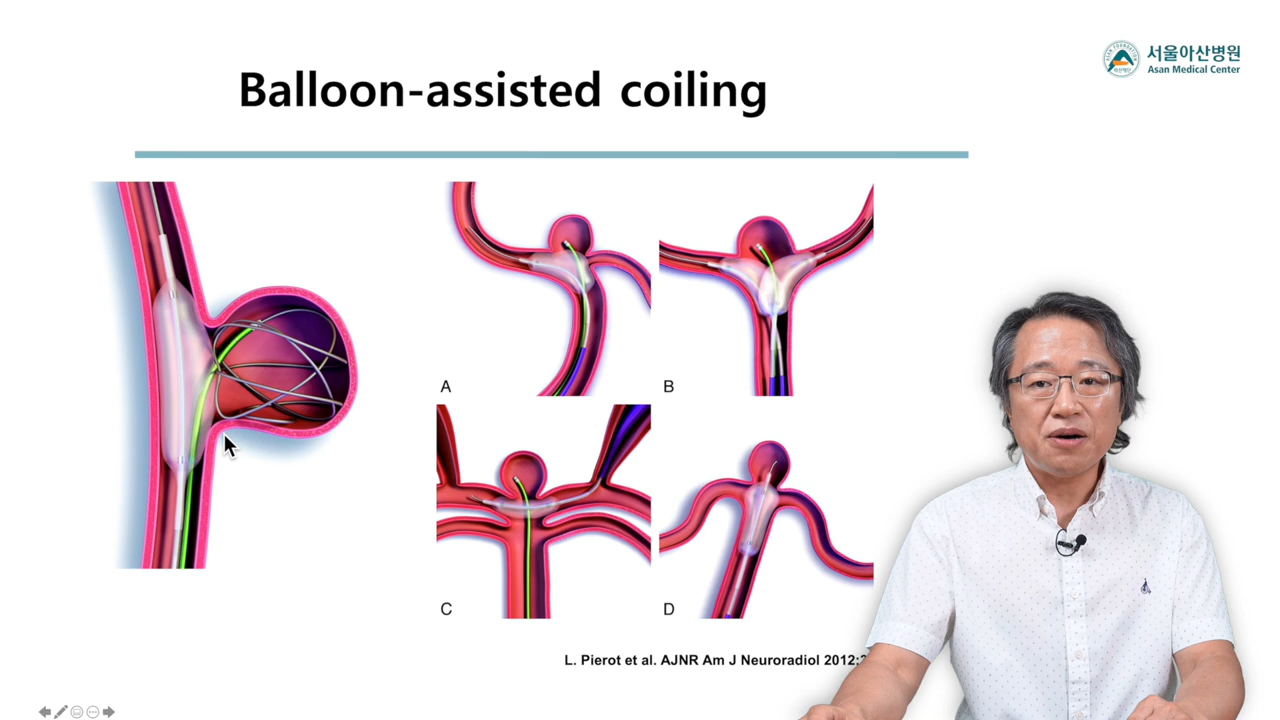 서울아산병원
Asan Medical Center
Balloon-assisted coiling
A
B
C
D
L. Pierot et al. AJNR Am J Neuroradiol 2012;